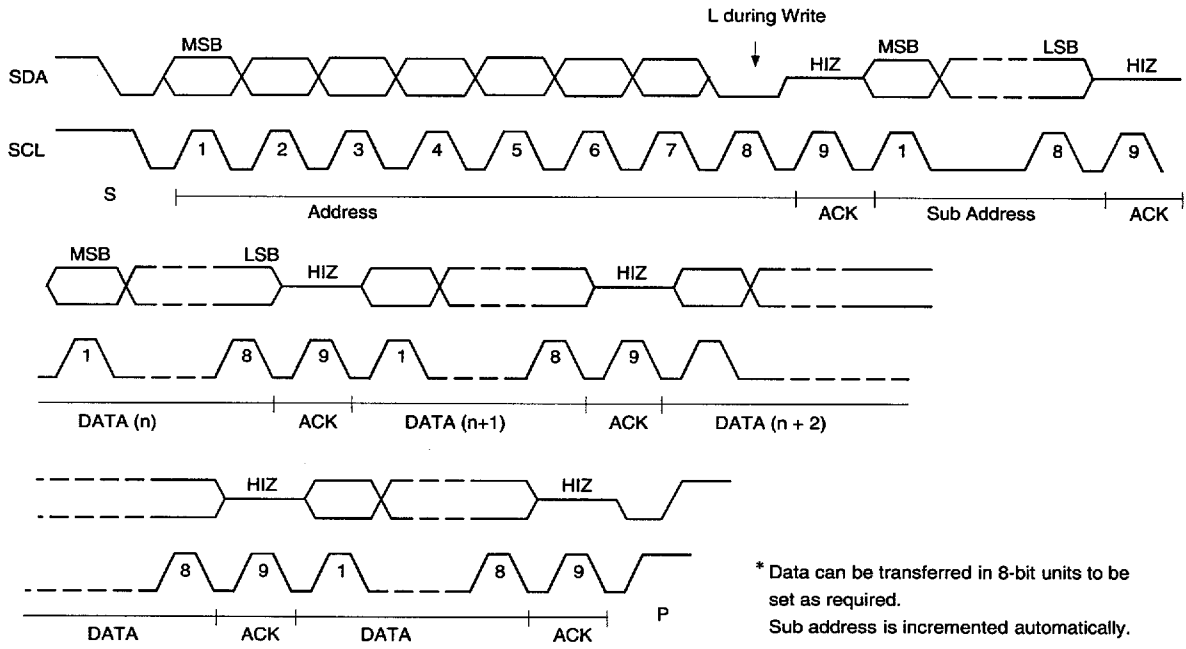 L during Write
MSB MSB LSB
SDA HIZ HIZ
SCL 1 2 3 4 5 6 7 8 9 1 8 9
S
Address ACK Sub Address ACK
MSB LSB HIZ HIZ
1 8 9 1 8 9
DATA (n) ACK DATA (n+1) ACK DATA (n + 2)
HIZ HIZ
8 9 1 8 9
P
DATA ACK DATA ACK
* Data can be transferred in 8-bit units to be
set as required.
Sub address is incremented automatically.